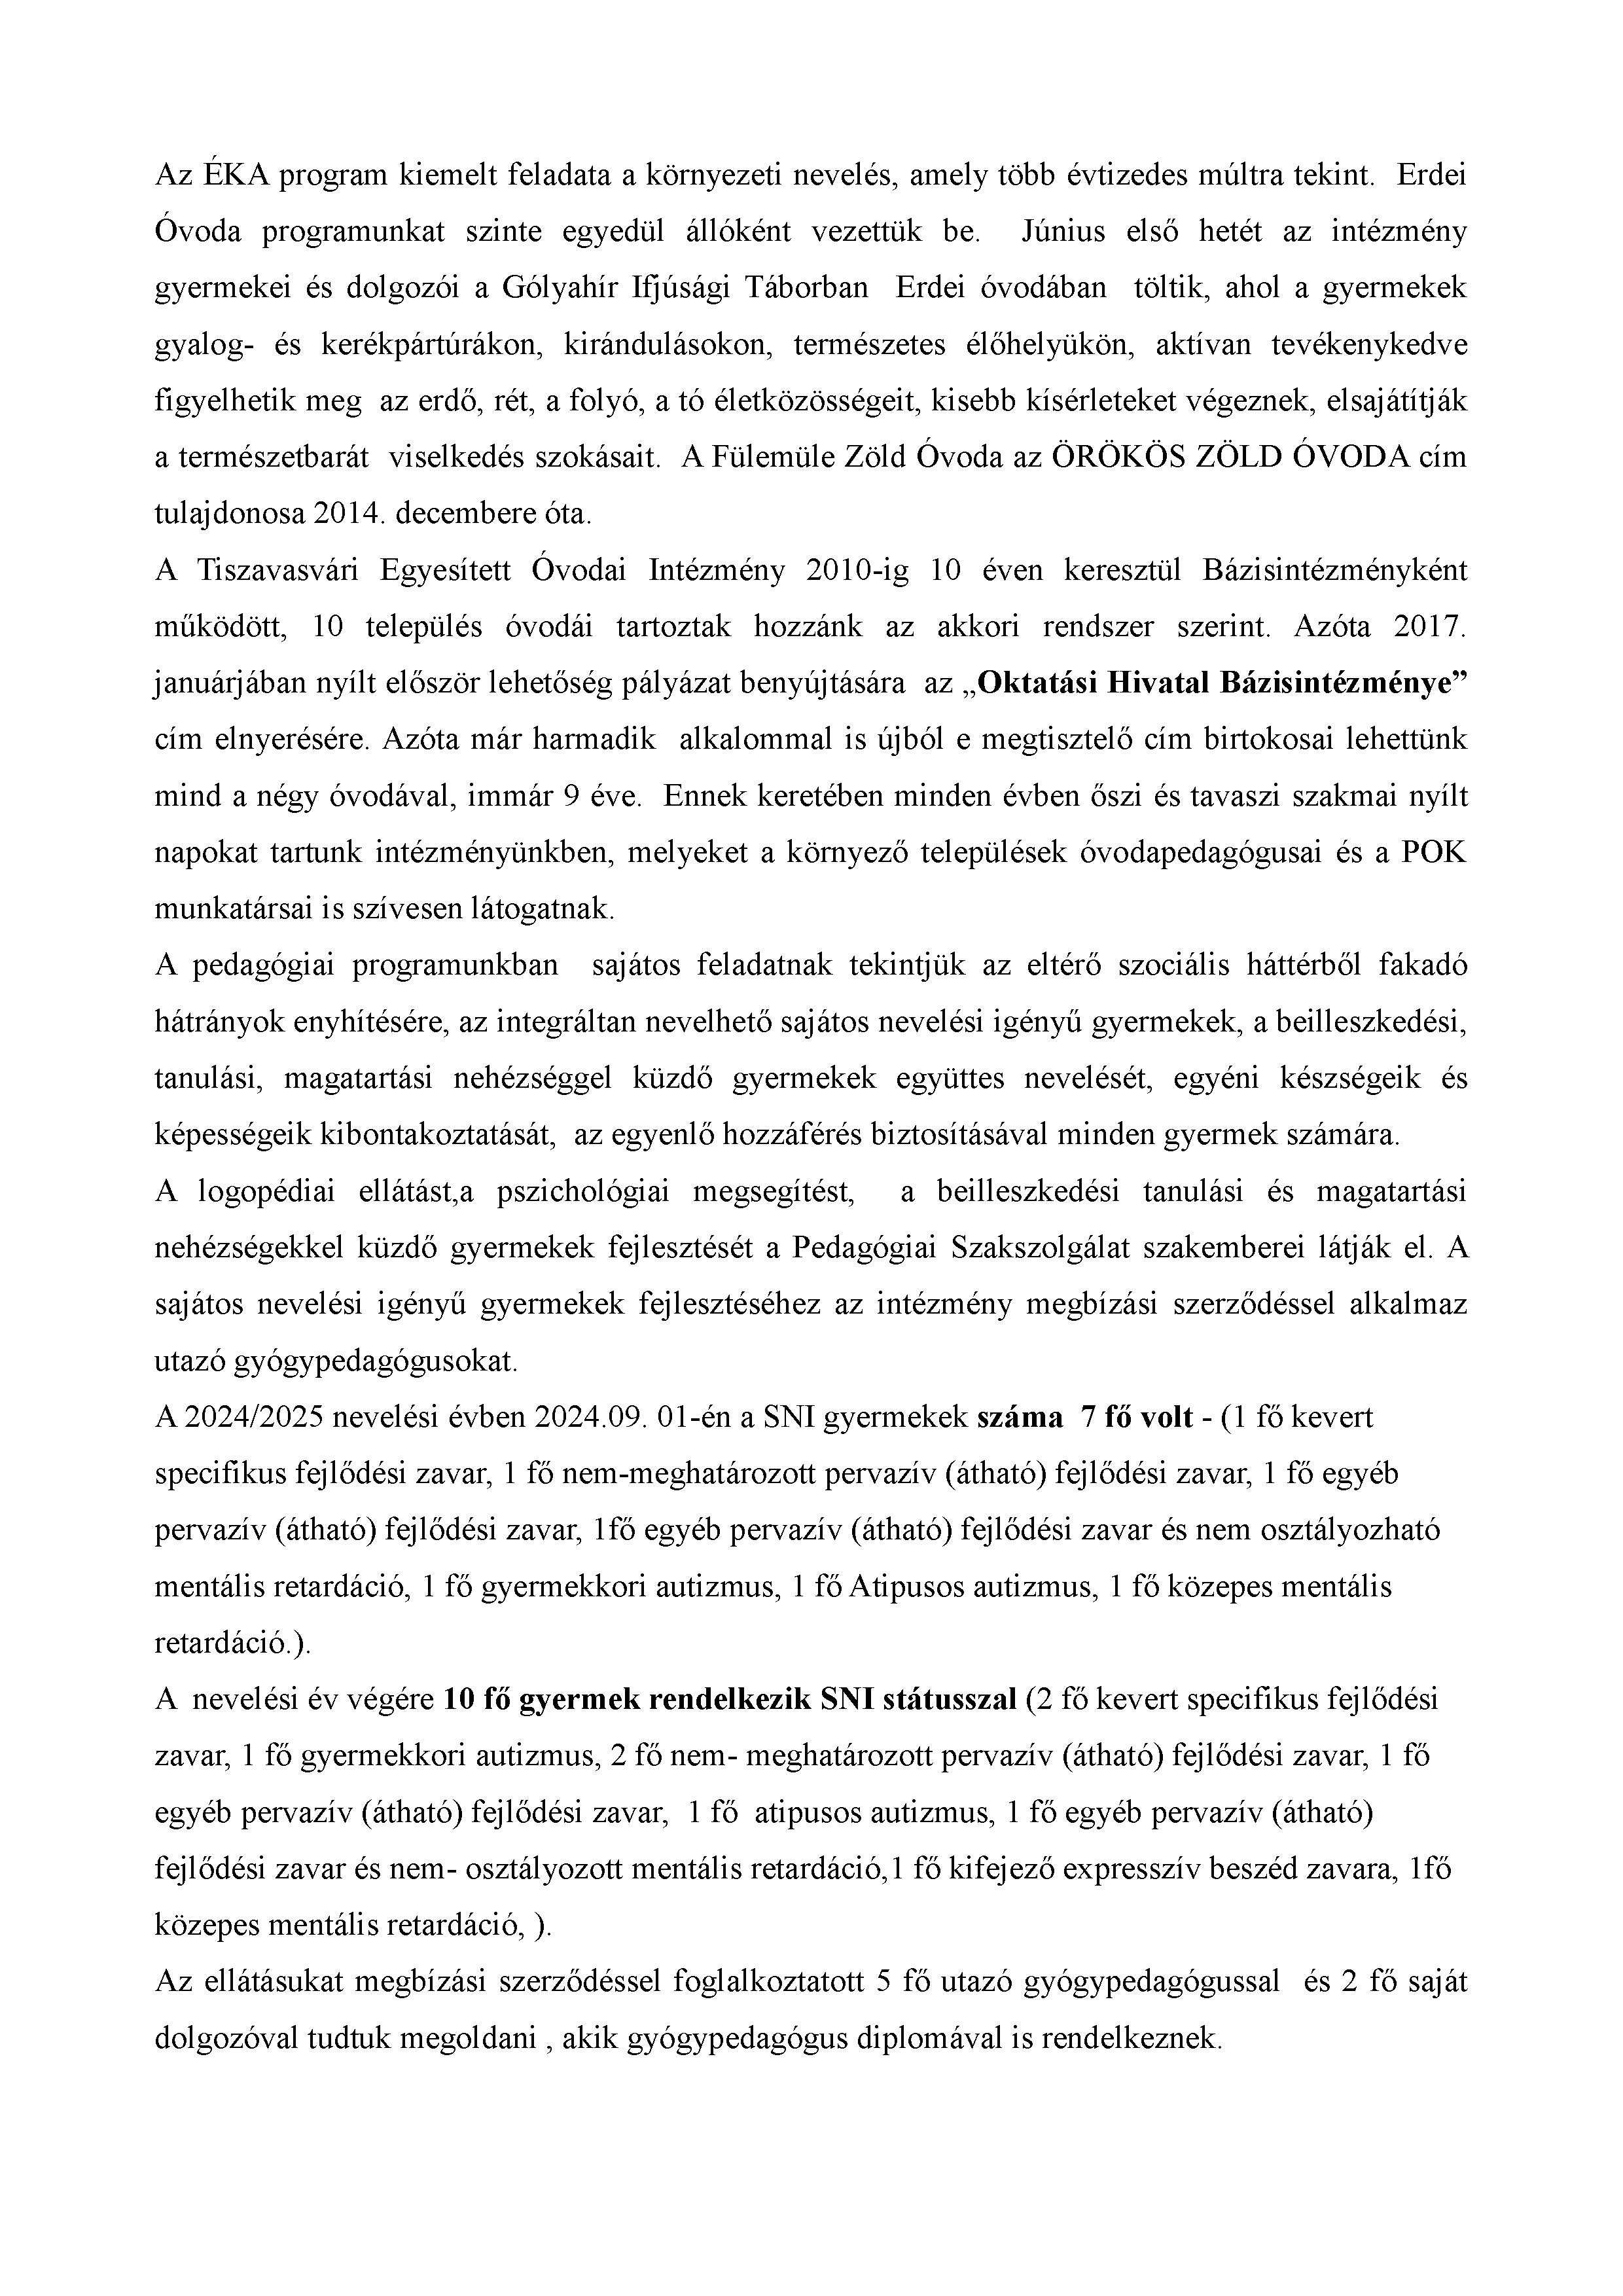 Az ÉKA program kiemelt feladata a környezeti nevelés, amely több évtizedes múltra tekint. Erdei
Óvoda programunkat szinte egyedül állóként vezettük be. Június első hetét az intézmény
gyermekei és dolgozói a Gólyahír Ifjúsági Táborban Erdei óvodában töltik, ahol a gyermekek
gyalog- és kerékpártúrákon, kirándulásokon, természetes élőhelyükön, aktívan tevékenykedve
figyelhetik meg az erdő, rét, a folyó, a tó életközösségeit, kisebb kísérleteket végeznek, elsajátítják
a természetbarát viselkedés szokásait. A Fülemüle Zöld Óvoda az ÖRÖKÖS ZÖLD ÓVODA cím
tulajdonosa 2014. decembere óta.
A Tiszavasvári Egyesített Óvodai Intézmény 2010-ig 10 éven keresztül Bázisintézményként
működött, 10 település óvodái tartoztak hozzánk az akkori rendszer szerint. Azóta 2017.
januárjában nyílt először lehetőség pályázat benyújtására az „Oktatási Hivatal Bázisintézménye”
cím elnyerésére. Azóta már harmadik alkalommal is újból e megtisztelő cím birtokosai lehettünk
mind a négy óvodával, immár 9 éve. Ennek keretében minden évben őszi és tavaszi szakmai nyílt
napokat tartunk intézményünkben, melyeket a környező települések óvodapedagógusai és a POK
munkatársai is szívesen látogatnak.
A pedagógiai programunkban sajátos feladatnak tekintjük az eltérő szociális háttérből fakadó
hátrányok enyhítésére, az integráltan nevelhető sajátos nevelési igényű gyermekek, a beilleszkedési,
tanulási, magatartási nehézséggel küzdő gyermekek együttes nevelését, egyéni készségeik és
képességeik kibontakoztatását, az egyenlő hozzáférés biztosításával minden gyermek számára.
A logopédiai ellátást,a pszichológiai megsegítést, a beilleszkedési tanulási és magatartási
nehézségekkel küzdő gyermekek fejlesztését a Pedagógiai Szakszolgálat szakemberei látják el. A
sajátos nevelési igényű gyermekek fejlesztéséhez az intézmény megbízási szerződéssel alkalmaz
utazó gyógypedagógusokat.
A 2024/2025 nevelési évben 2024.09. 01-én a SNI gyermekek száma 7 fő volt - (1 fő kevert
specifikus fejlődési zavar, 1 fő nem-meghatározott pervazív (átható) fejlődési zavar, 1 fő egyéb
pervazív (átható) fejlődési zavar, 1fő egyéb pervazív (átható) fejlődési zavar és nem osztályozható
mentális retardáció, 1 fő gyermekkori autizmus, 1 fő Atipusos autizmus, 1 fő közepes mentális
retardáció.).
A nevelési év végére 10 fő gyermek rendelkezik SNI státusszal (2 fő kevert specifikus fejlődési
zavar, 1 fő gyermekkori autizmus, 2 fő nem- meghatározott pervazív (átható) fejlődési zavar, 1 fő
egyéb pervazív (átható) fejlődési zavar, 1 fő atipusos autizmus, 1 fő egyéb pervazív (átható)
fejlődési zavar és nem- osztályozott mentális retardáció,1 fő kifejező expresszív beszéd zavara, 1fő
közepes mentális retardáció, ).
Az ellátásukat megbízási szerződéssel foglalkoztatott 5 fő utazó gyógypedagógussal és 2 fő saját
dolgozóval tudtuk megoldani , akik gyógypedagógus diplomával is rendelkeznek.